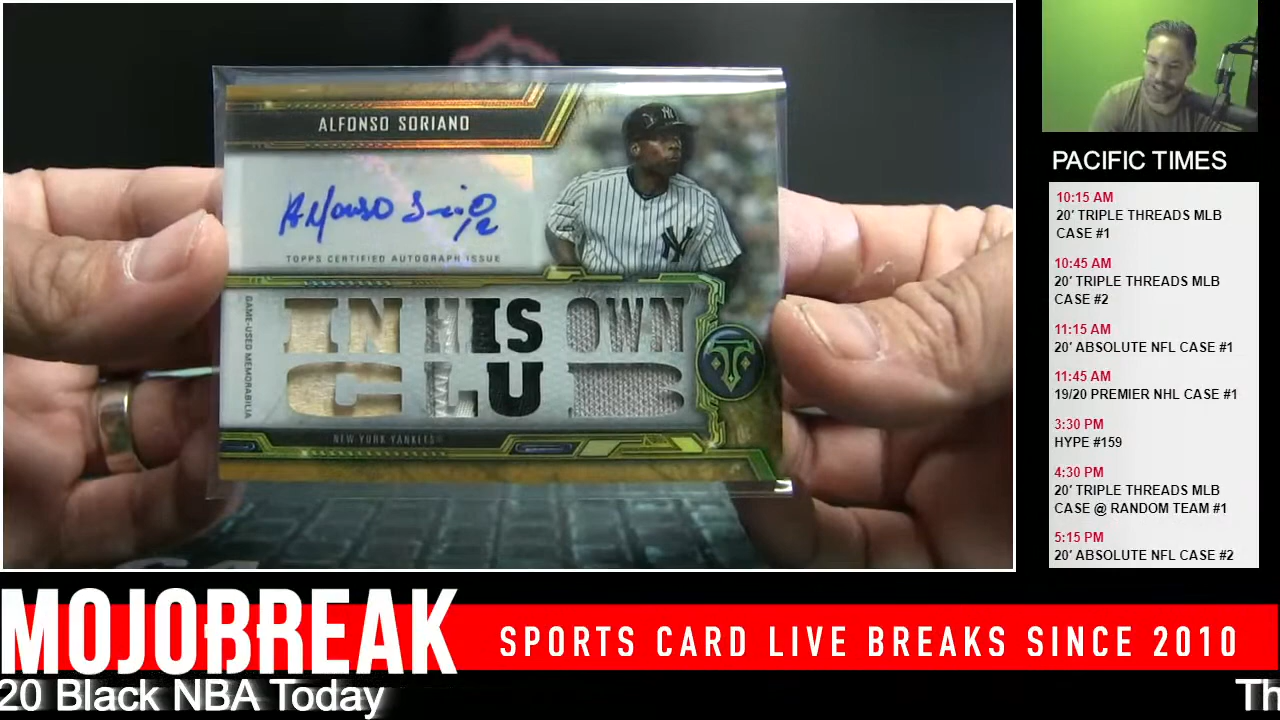 ALFONSO SORIANO
Alfonso Soriano
12
TOPPS CERTIFIED AUTOGRAPH ISSUE
GAME-USED MEMORABILIA
IN HIS OWN
CLUB
NEW YORK YANKEES
PACIFIC TIMES
10:15 AM
20' TRIPLE THREADS MLB
CASE #1
10:45 AM
20' TRIPLE THREADS MLB
CASE #2
11:15 AM
20' ABSOLUTE NFL CASE #1
11:45 AM
19/20 PREMIER NHL CASE #1
3:30 PM
HYPE #159
4:30 PM
20' TRIPLE THREADS MLB
CASE @ RANDOM TEAM #1
5:15 PM
20' ABSOLUTE NFL CASE #2
MOJOBREAK
SPORTS CARD LIVE BREAKS SINCE 2010
20 Black NBA Today
Th